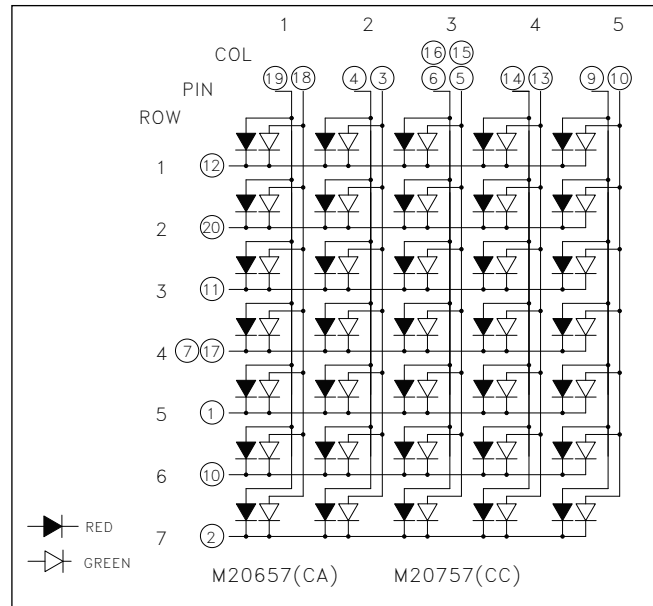 1 2 3 4 5
COL
16 15
PIN 19 18 4 3 6 5 14 13 9 10
ROW
1 12
2 20
3 11
4 7 17
5 1
6 10
7 2
RED
GREEN
M20657(CA) M20757(CC)